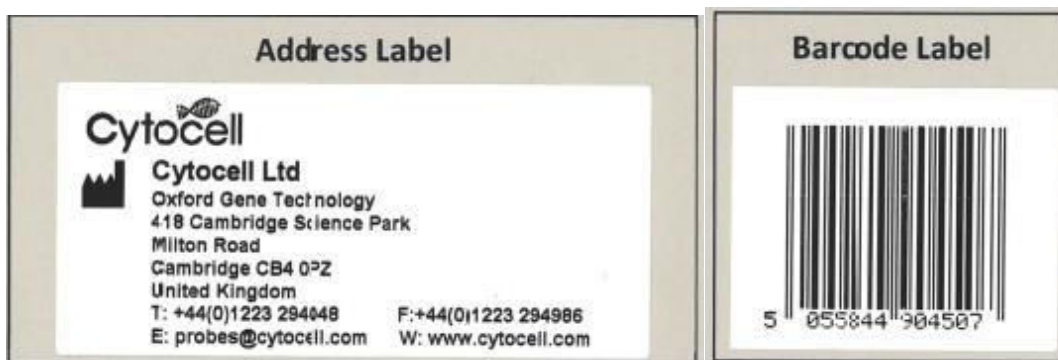 Address Label
Cytocell
Cytocell Ltd
Oxford Gene Technology
418 Cambridge Science Park
Milton Road
Cambridge CB4 0PZ
United Kingdom
T: +44(0)1223 294048 F:+44(0)1223 294986
E: probes@cytocell.com W: www.cytocell.com
Barcode Label
5 055844 904507